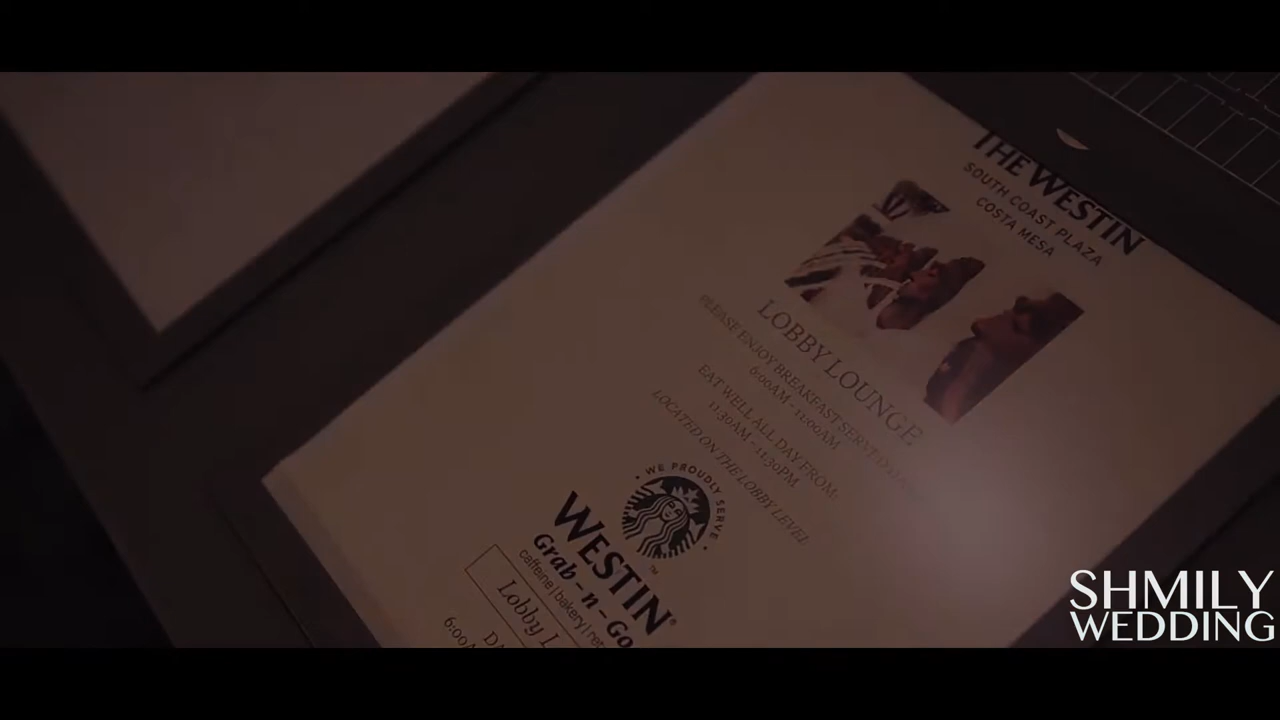 THE WESTIN
SOUTH COAST PLAZA
COSTA MESA
LOBBY LOUNGE
PLEASE ENJOY BREAKFAST SERVED
6:00AM - 11:00AM
EAT WELL ALL DAY FROM:
11:30AM - 11:30PM
LOCATED ON THE LOBBY LEVEL
WE PROUDLY SERVE
WESTIN®
Grab - n - Go
caffeine | bakery |
Lobby
6:00
SHMILY
WEDDING